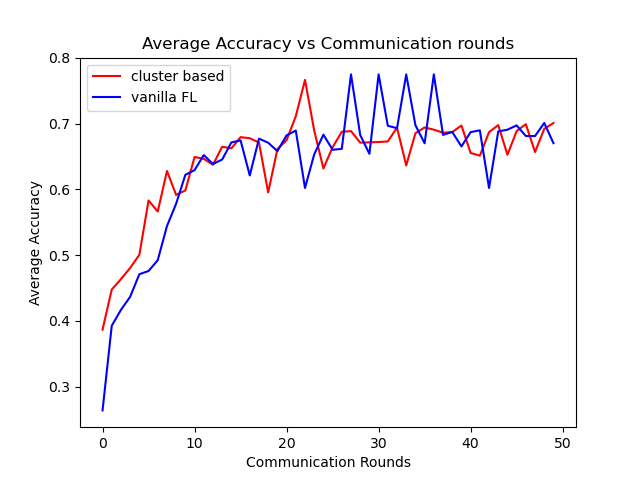 Average Accuracy vs Communication rounds
cluster based
vanilla FL
0.8
0.7
0.6
0.5
0.4
0.3
Average Accuracy
0 10 20 30 40 50
Communication Rounds